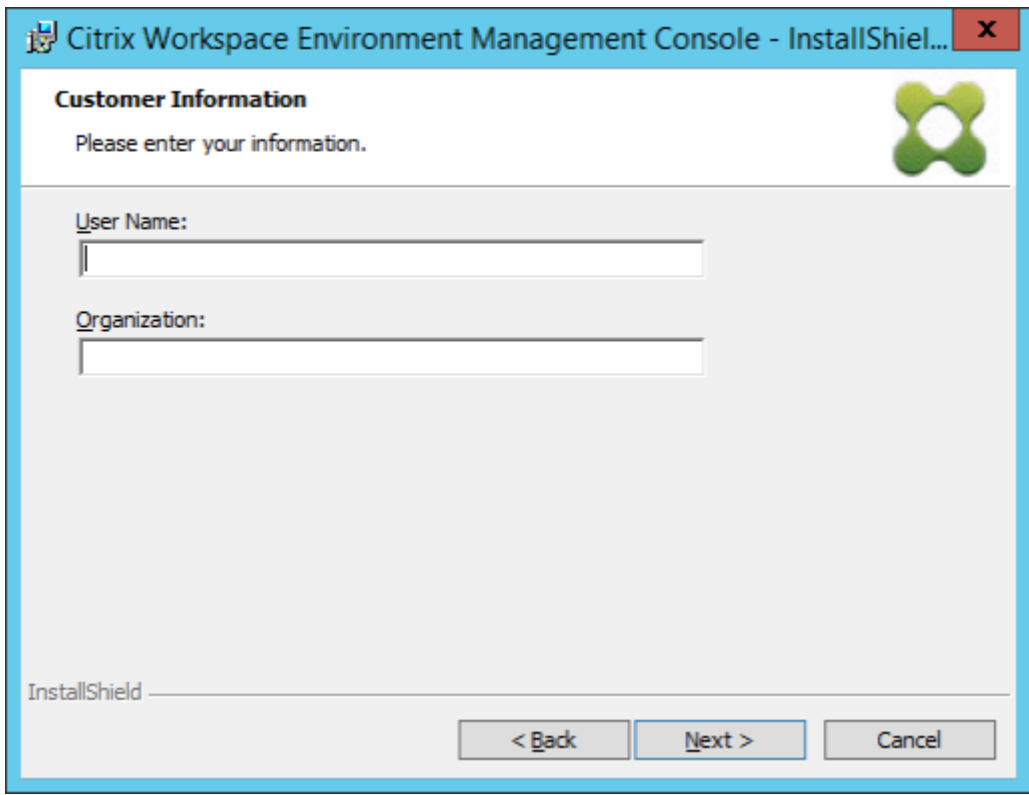 Citrix Workspace Environment Management Console - InstallShiel...
x
Customer Information
Please enter your information.
User Name:
Organization:
InstallShield
< Back
Next >
Cancel